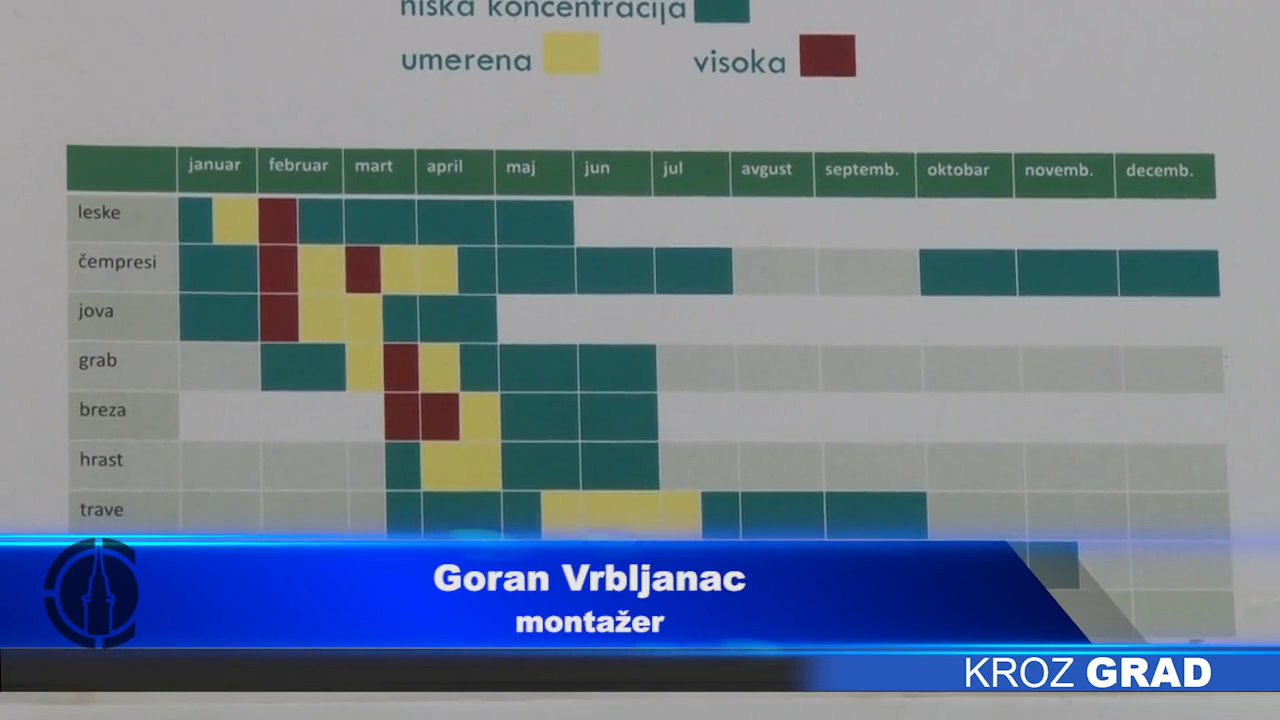 niska koncentracija
umerena visoka
januar februar mart april maj jun jul avgust septemb. oktobar novemb. decemb.
leske
čempresi
jova
grab
breza
hrast
trave
Goran Vrbljanac
montažer
KROZ GRAD